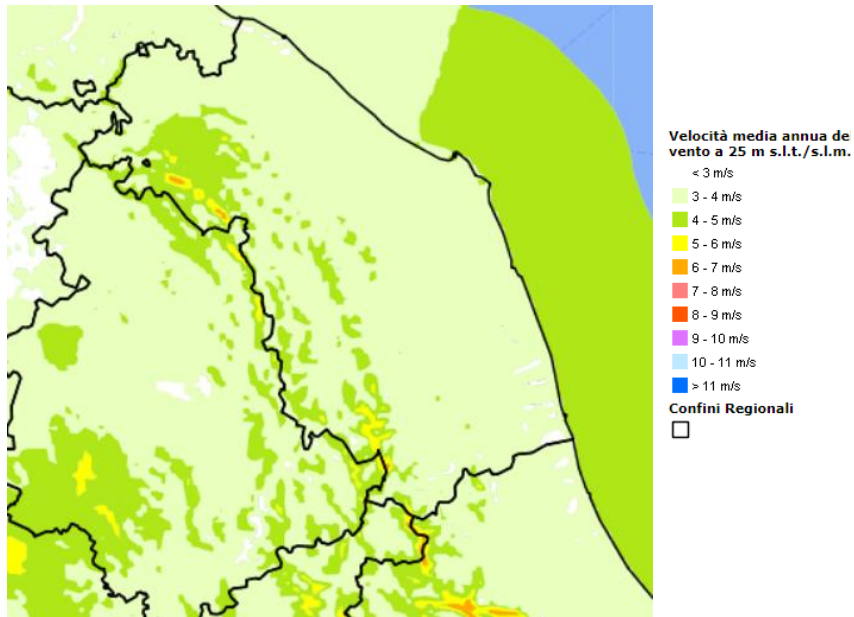 Velocità media annua del
vento a 25 m s.l.t./s.l.m.
< 3 m/s
3 - 4 m/s
4 - 5 m/s
5 - 6 m/s
6 - 7 m/s
7 - 8 m/s
8 - 9 m/s
9 - 10 m/s
10 - 11 m/s
> 11 m/s
Confini Regionali